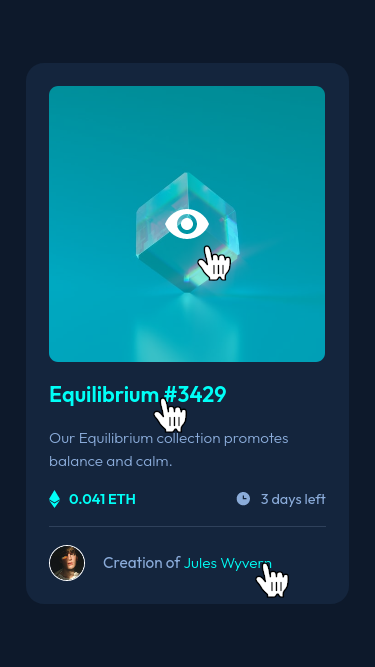 Equilibrium #3429
Our Equilibrium collection promotes
balance and calm.
0.041 ETH
3 days left
Creation of Jules Wyvern